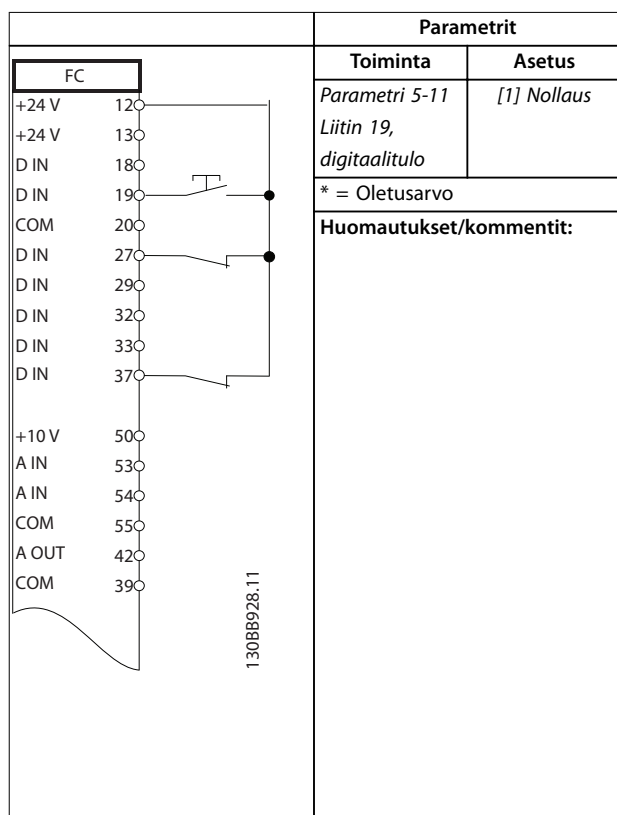 FC
+24 V 12
+24 V 13
D IN 18
D IN 19
COM 20
D IN 27
D IN 29
D IN 32
D IN 33
D IN 37
+10 V 50
A IN 53
A IN 54
COM 55
A OUT 42
COM 39
130BB928.11
Parametrit
Toiminta Asetus
Parametri 5-11 [1] Nollaus
Liitin 19,
digitaalitulo
* = Oletusarvo
Huomautukset/kommentit: